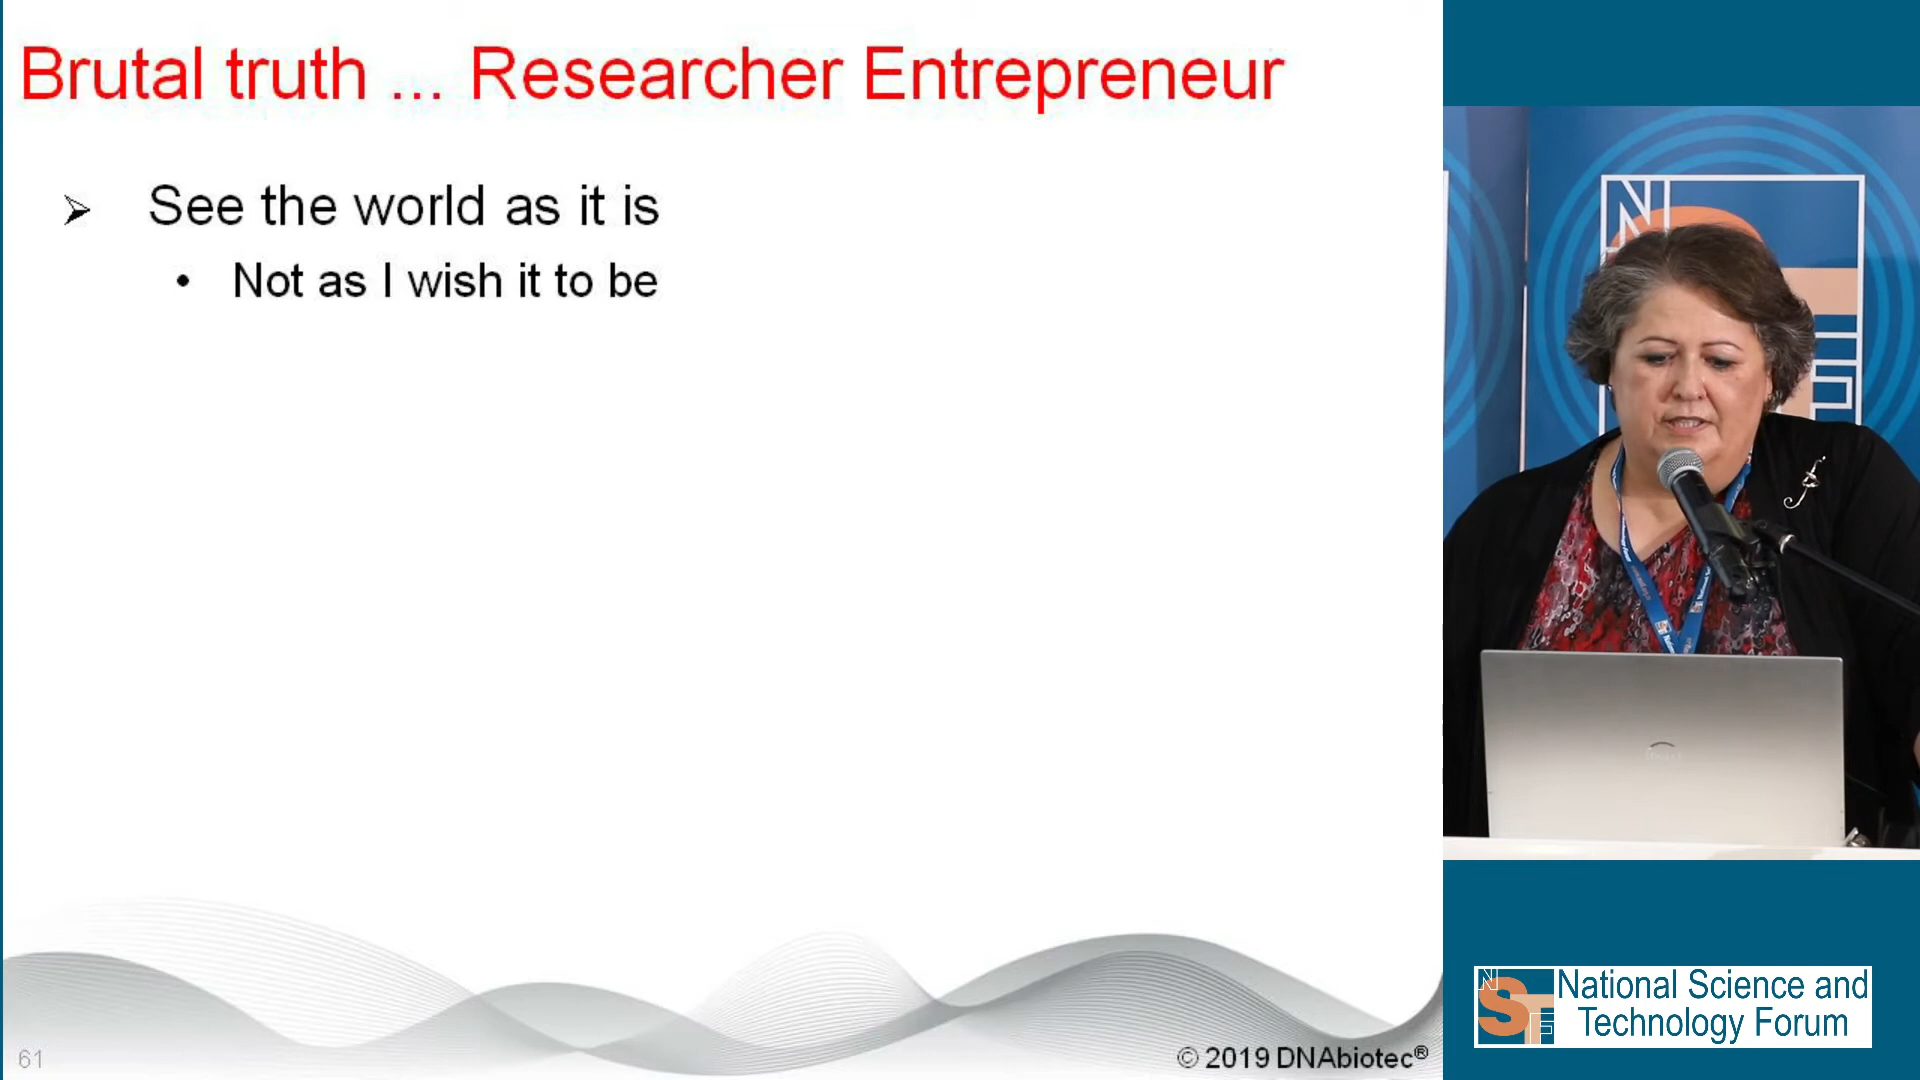 Brutal truth ... Researcher Entrepreneur
➢ See the world as it is
• Not as I wish it to be
61
© 2019 DNAbiotec®
NSTF National Science and
Technology Forum